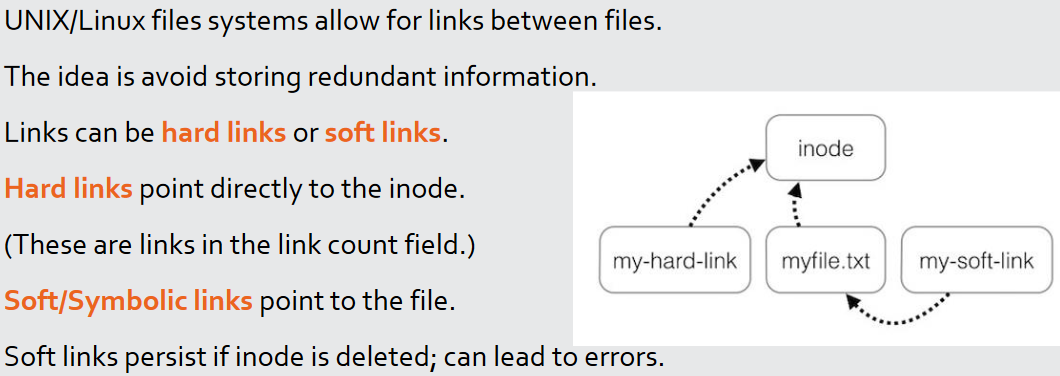 UNIX/Linux files systems allow for links between files.
The idea is avoid storing redundant information.
Links can be hard links or soft links.
Hard links point directly to the inode.
(These are links in the link count field.)
Soft/Symbolic links point to the file.
Soft links persist if inode is deleted; can lead to errors.
inode
my-hard-link
myfile.txt
my-soft-link